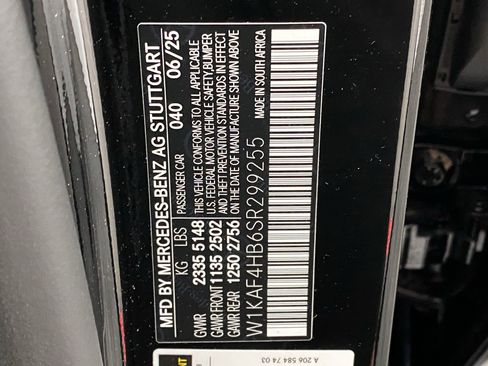 MFD BY MERCEDES-BENZ AG STUTTGART
PASSENGER CAR 040 06/25
KG LBS
GVWR 2335 5148
GAWR FRONT 1135 2502
GAWR REAR 1250 2756
THIS VEHICLE CONFORMS TO ALL APPLICABLE
U.S. FEDERAL MOTOR VEHICLE SAFETY, BUMPER
AND THEFT PREVENTION STANDARDS IN EFFECT
ON THE DATE OF MANUFACTURE SHOWN ABOVE
W1KAF4HB6SR299255
MADE IN SOUTH AFRICA
A 206 584 74 03